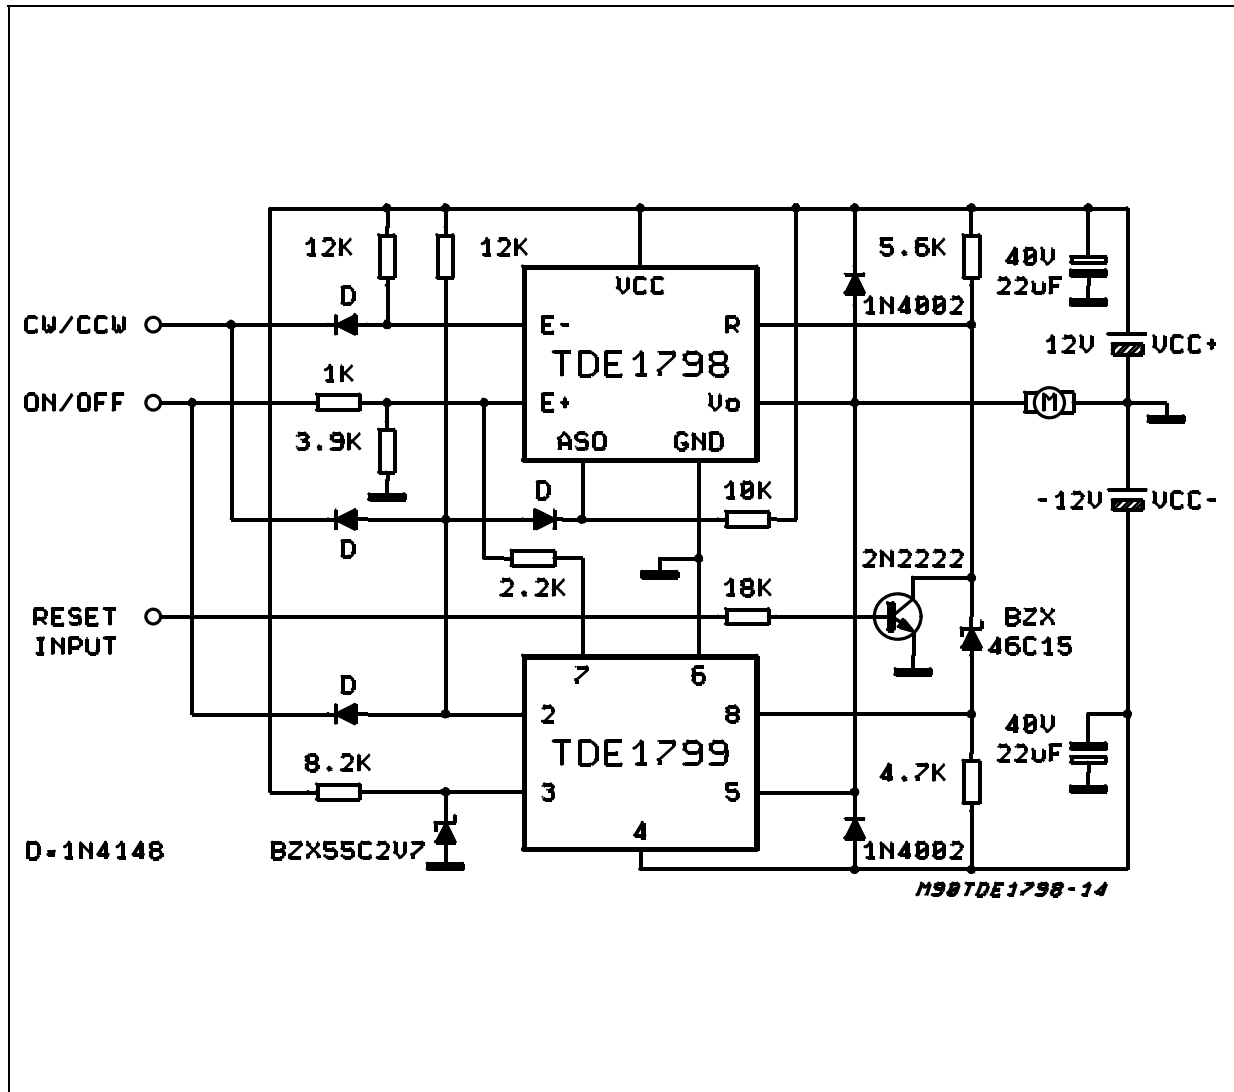 12K
12K
5.6K
40V
22uF
D
VCC
1N4002
CW/CCW
E-
R
12V
VCC+
TDE1798
1K
ON/OFF
E+
Vo
M
3.9K
ASO
GND
D
10K
-12V
VCC-
D
2.2K
2N2222
18K
RESET
INPUT
BZX
46C15
7
6
D
2
8
40V
22uF
TDE1799
8.2K
4.7K
3
5
4
D=1N4148
BZX55C2V7
1N4002
M90TDE1798-14